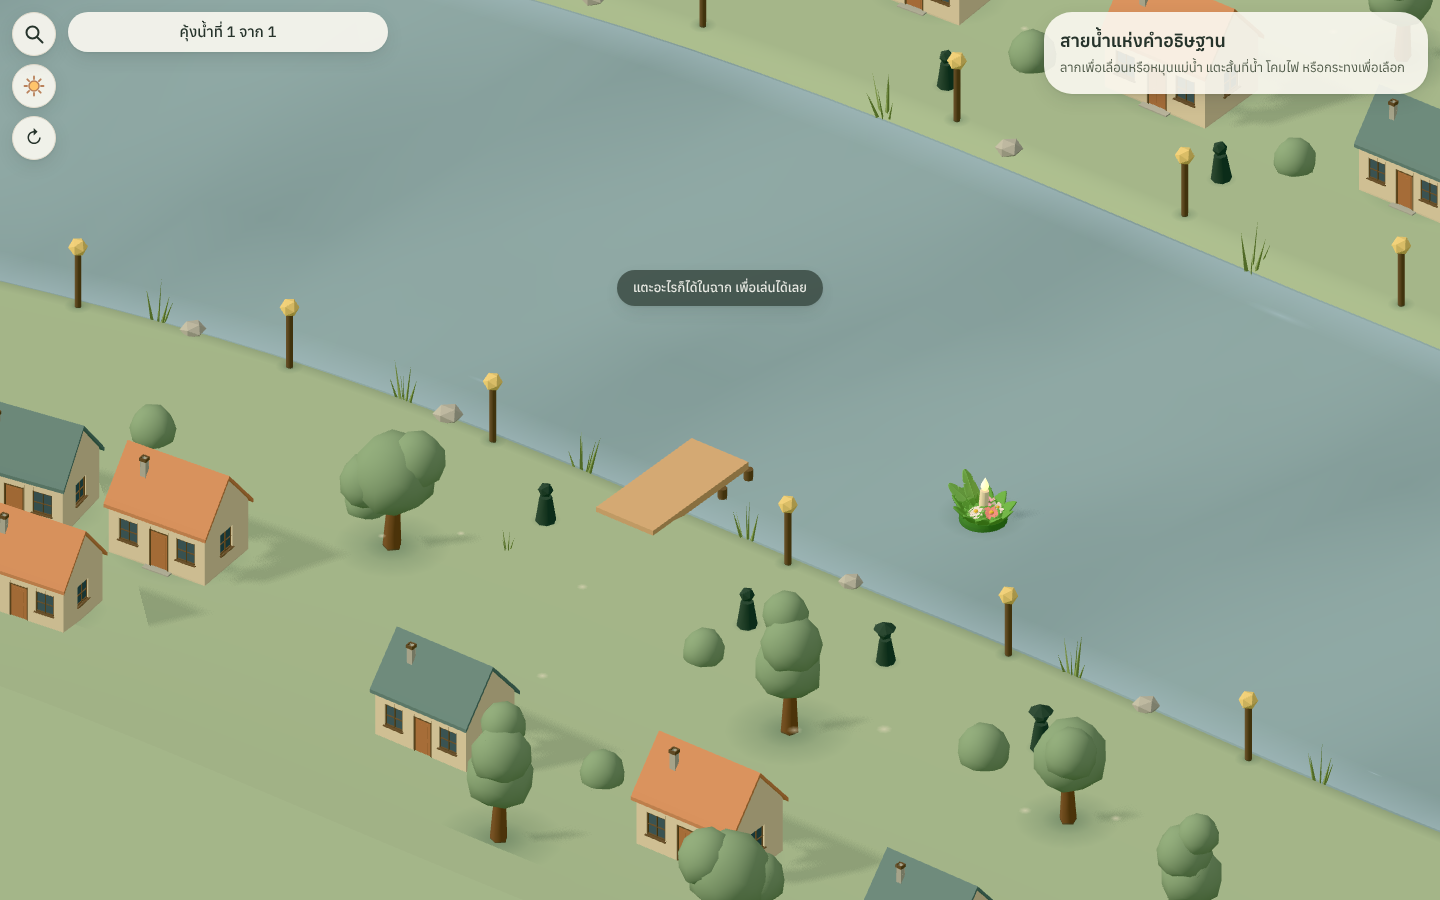 คุ้งน้ำที่ 1 จาก 1
สายน้ำแห่งคำอธิษฐาน
ลากเพื่อเลื่อนหรือหมุนแม่น้ำ แตะสั้นที่น้ำ โคมไฟ หรือกระทงเพื่อเลือก
แตะอะไรก็ได้ในฉาก เพื่อเล่นได้เลย